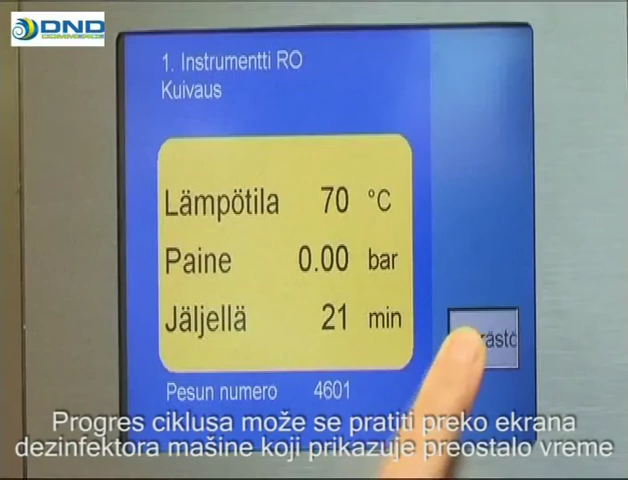 DND
COMMERCE
1. Instrumentti RO
Kuivaus
Lämpötila 70 °C
Paine 0.00 bar
Jäljellä 21 min
Pesun numero 4601
Progres ciklusa može se pratiti preko ekrana
dezinfektora mašine koji prikazuje preostalo vreme